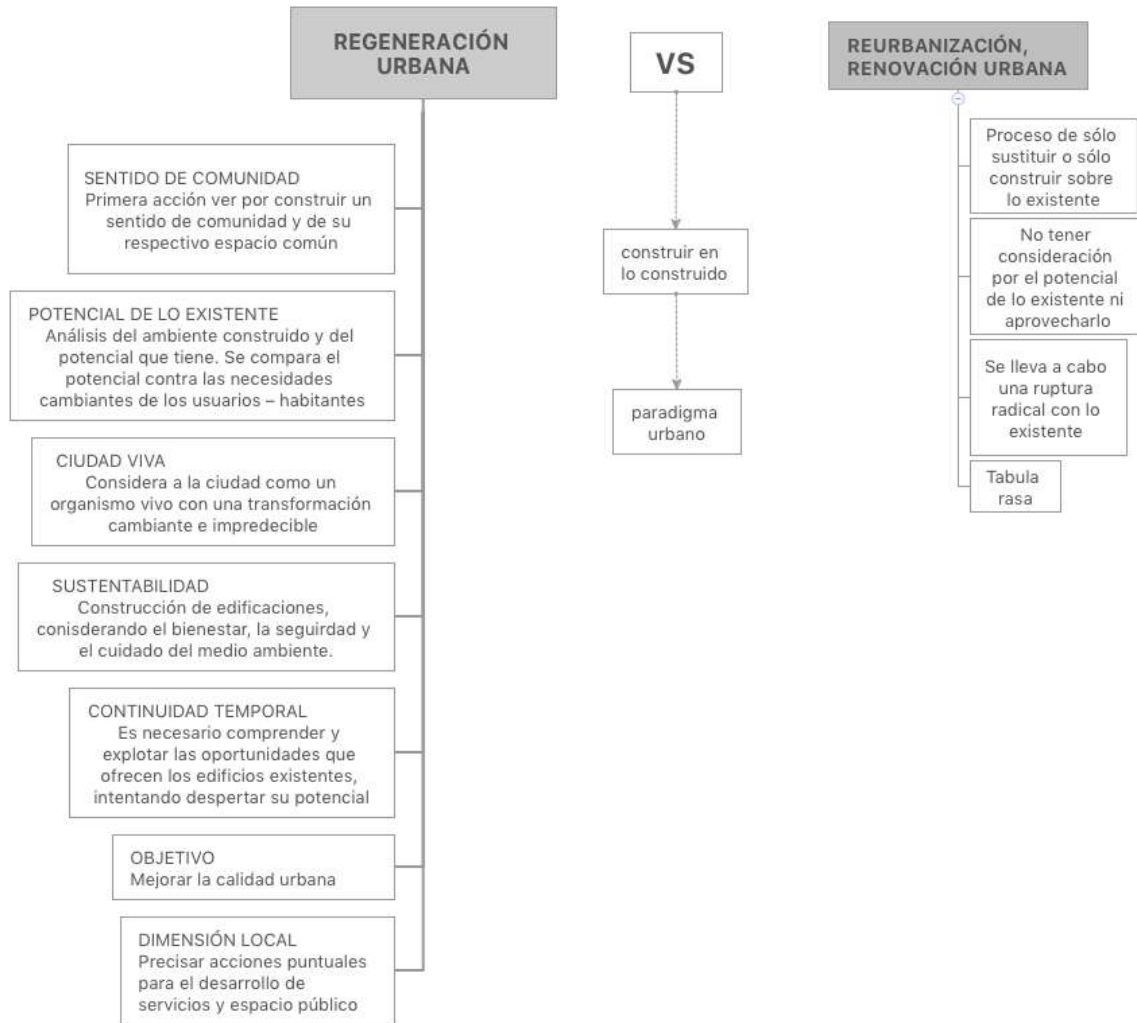 REGENERACIÓN
URBANA
SENTIDO DE COMUNIDAD
Primera acción ver por construir un
sentido de comunidad y de su
respectivo espacio común
POTENCIAL DE LO EXISTENTE
Análisis del ambiente construido y del
potencial que tiene. Se compara el
potencial contra las necesidades
cambiantes de los usuarios – habitantes
CIUDAD VIVA
Considera a la ciudad como un
organismo vivo con una transformación
cambiante e impredecible
SUSTENTABILIDAD
Construcción de edificaciones,
conisderando el bienestar, la seguirdad y
el cuidado del medio ambiente.
CONTINUIDAD TEMPORAL
Es necesario comprender y
explotar las oportunidades que
ofrecen los edificios existentes,
intentando despertar su potencial
OBJETIVO
Mejorar la calidad urbana
DIMENSIÓN LOCAL
Precisar acciones puntuales
para el desarrollo de
servicios y espacio público
VS
construir en
lo construido
paradigma
urbano
REURBANIZACIÓN,
RENOVACIÓN URBANA
Proceso de sólo
sustituir o sólo
construir sobre
lo existente
No tener
consideración
por el potencial
de lo existente ni
aprovecharlo
Se lleva a cabo
una ruptura
radical con lo
existente
Tabula
rasa